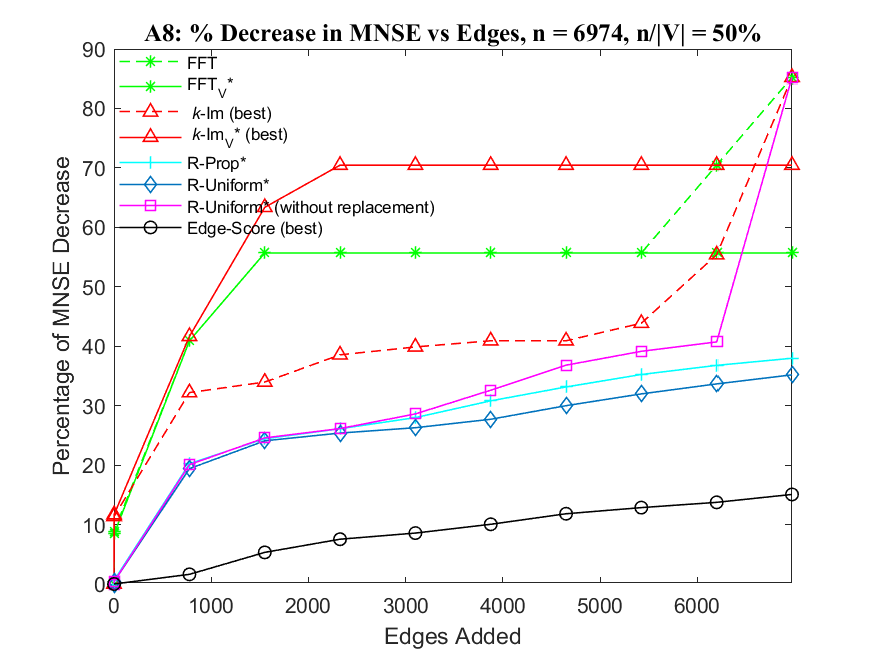 A8: % Decrease in MNSE vs Edges, n = 6974, n/|V| = 50%
90
80
70
60
50
40
30
20
10
0
Percentage of MNSE Decrease
FFT
FFT_V*
k-Im (best)
k-Im_V* (best)
R-Prop*
R-Uniform*
R-Uniform* (without replacement)
Edge-Score (best)
0 1000 2000 3000 4000 5000 6000
Edges Added